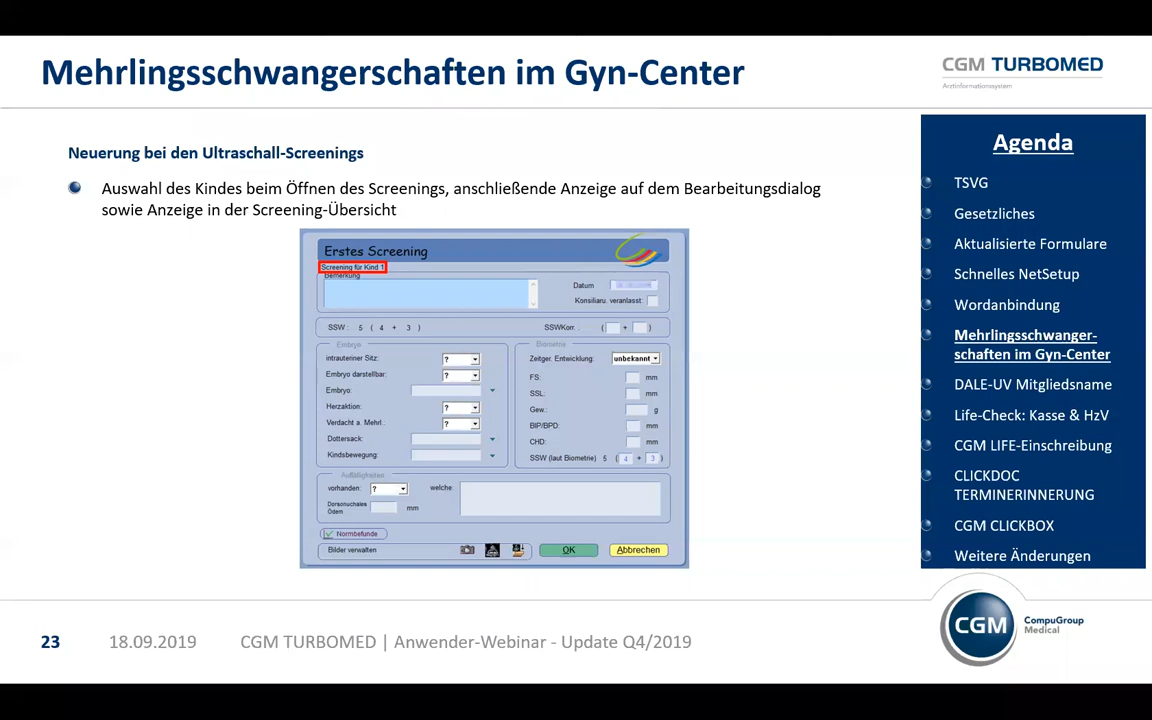 Mehrlingsschwangerschaften im Gyn-Center
CGM TURBOMED
Arztinformationssystem
Neuerung bei den Ultraschall-Screenings
Auswahl des Kindes beim Öffnen des Screenings, anschließende Anzeige auf dem Bearbeitungsdialog
sowie Anzeige in der Screening-Übersicht
Erstes Screening
Screening für Kind 1
Bemerkung
Datum
Konsiliaru. veranlasst:
SSW: 5 ( 4 + 3 )
SSWKorr. : ( + )
Embryo
intrauteriner Sitz: ?
Embryo darstellbar: ?
Embryo:
Herzaktion: ?
Verdacht a. Mehrl.: ?
Dottersack:
Kindsbewegung:
Biometrie
Zeitger. Entwicklung: unbekannt
FS: mm
SSL: mm
Gew.: g
BIP/BPD: mm
CHD: mm
SSW (laut Biometrie) 5 ( 4 + 3 )
Auffälligkeiten
vorhanden: ? welche:
Dorsonuchales
Ödem mm
Normbefunde
Bilder verwalten
OK
Abbrechen
Agenda
TSVG
Gesetzliches
Aktualisierte Formulare
Schnelles NetSetup
Wordanbindung
Mehrlingsschwanger-
schaften im Gyn-Center
DALE-UV Mitgliedsname
Life-Check: Kasse & HzV
CGM LIFE-Einschreibung
CLICKDOC
TERMINERINNERUNG
CGM CLICKBOX
Weitere Änderungen
23 18.09.2019 CGM TURBOMED | Anwender-Webinar - Update Q4/2019
CGM
CompuGroup
Medical